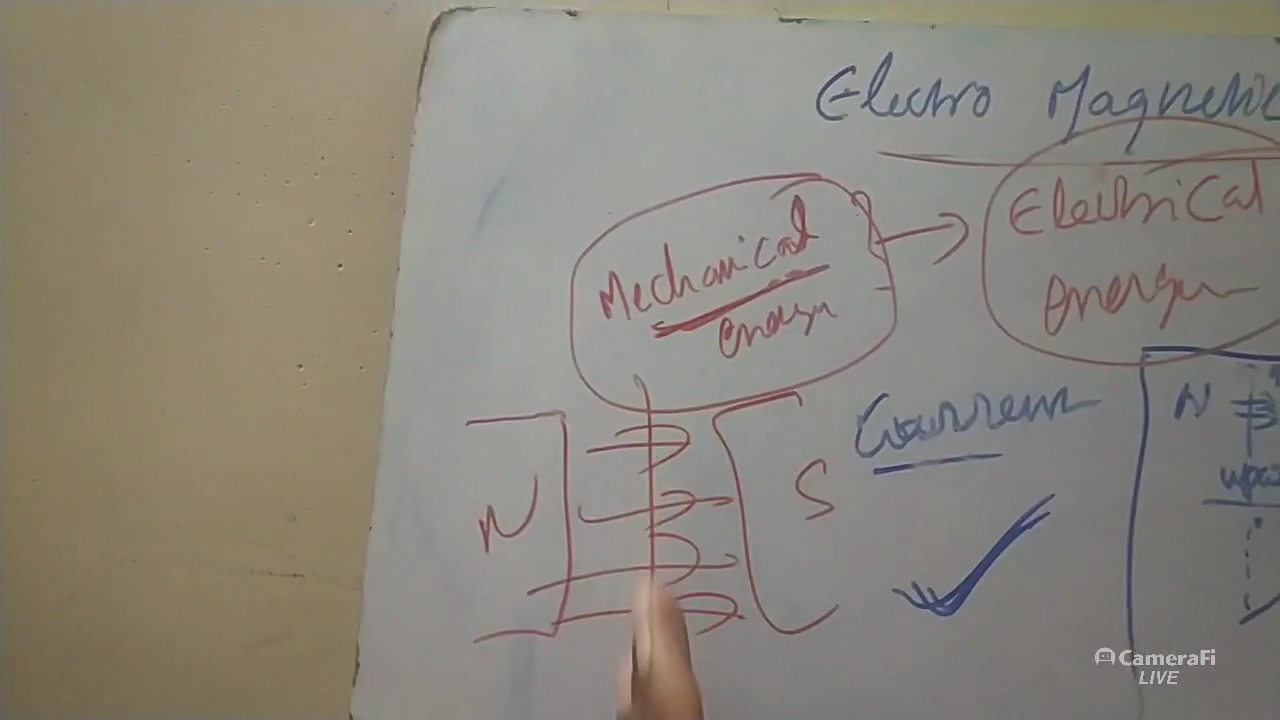 Electro Magnetic
Mechanical
energy
Electrical
energy
N
S
Current
N
CameraFi
LIVE